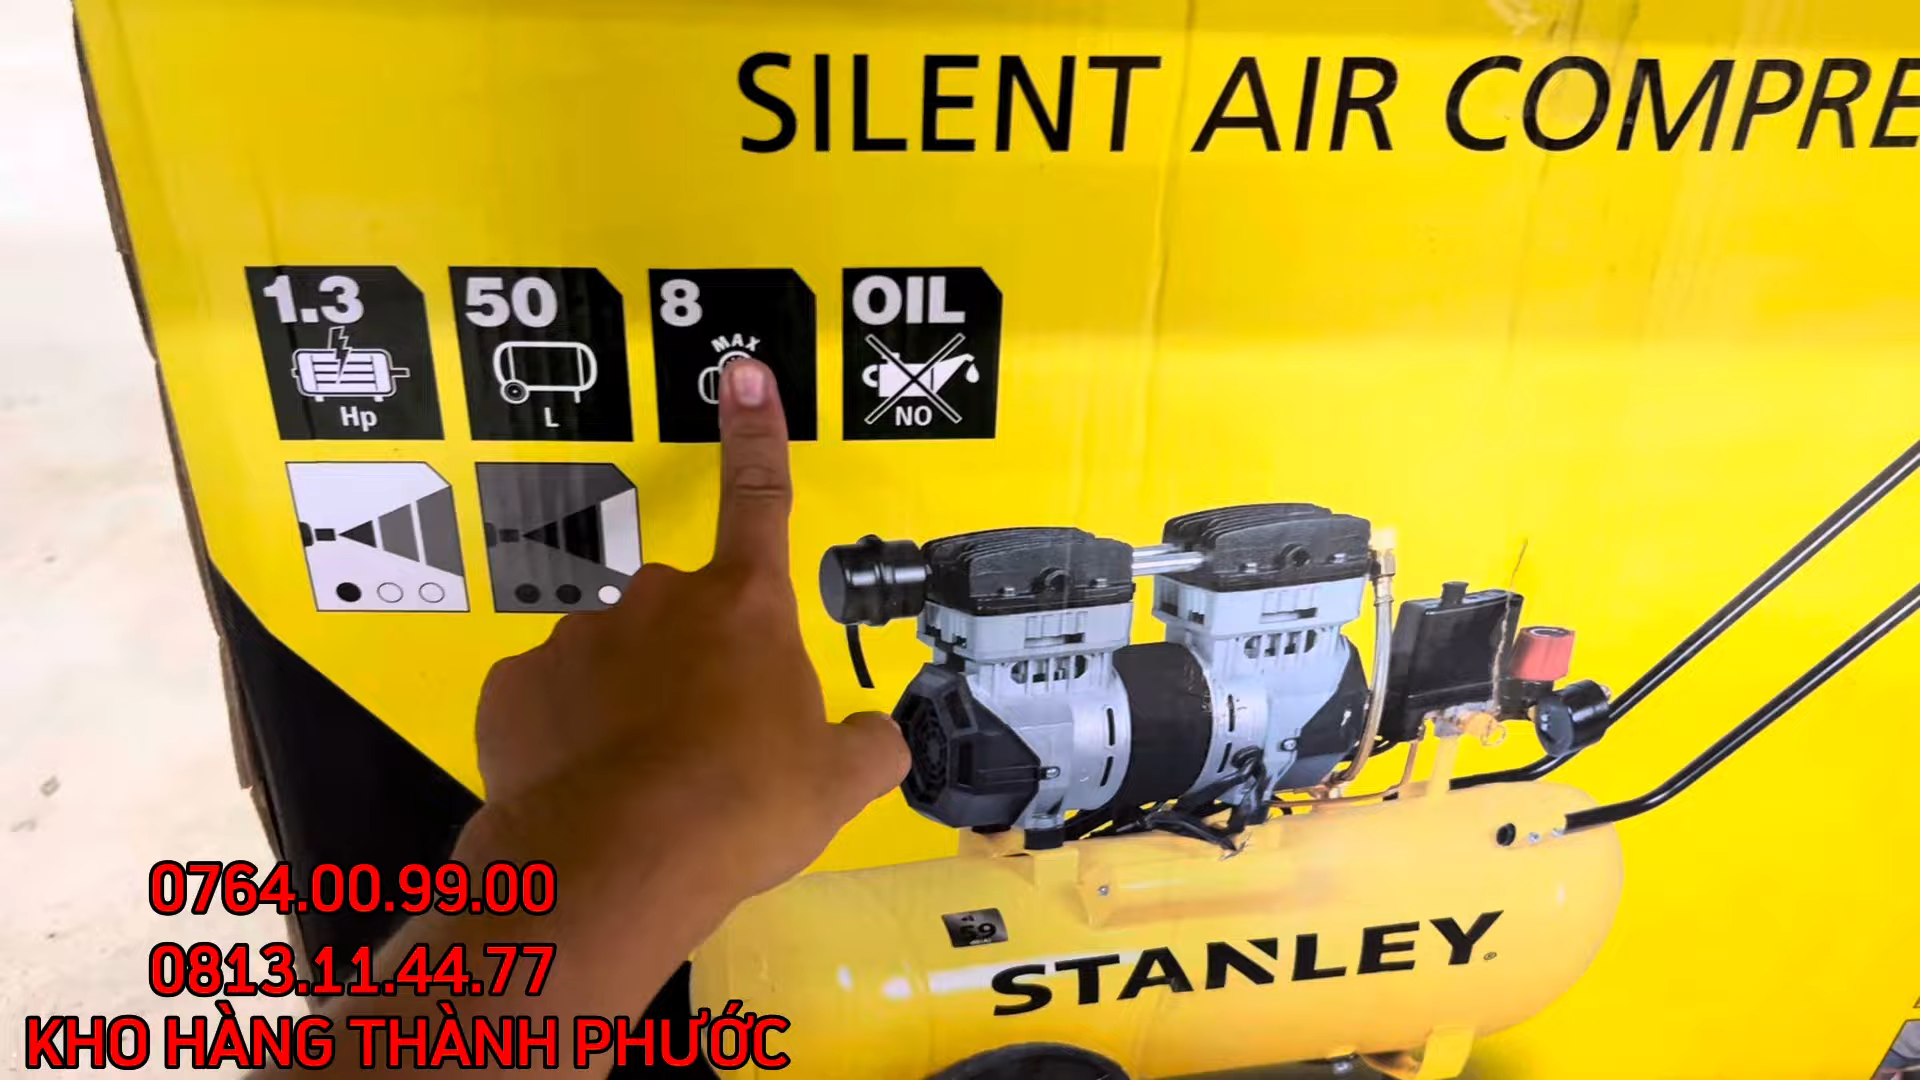 SILENT AIR COMPRE
1.3
Hp
50
L
8
MAX
OIL
NO
59
STANLEY
0764.00.99.00
0813.11.44.77
KHO HÀNG THÀNH PHƯỚC